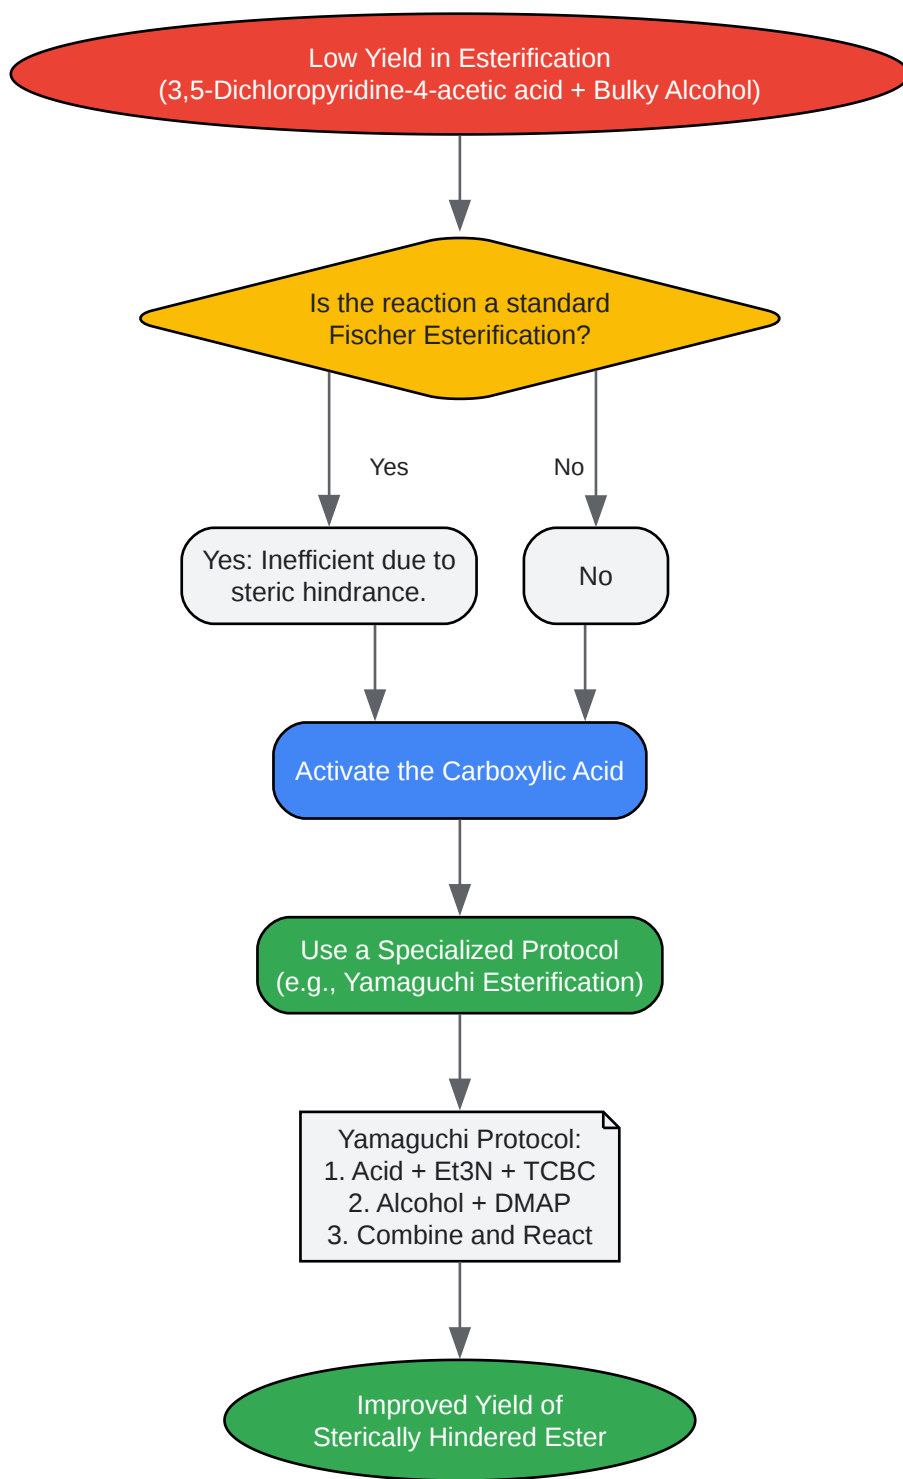 Low Yield in Esterification
(3,5-Dichloropyridine-4-acetic acid + Bulky Alcohol)
Is the reaction a standard
Fischer Esterification?
Yes
No
Yes: Inefficient due to
steric hindrance.
No
Activate the Carboxylic Acid
Use a Specialized Protocol
(e.g., Yamaguchi Esterification)
Yamaguchi Protocol:
1. Acid + Et3N + TCBC
2. Alcohol + DMAP
3. Combine and React
Improved Yield of
Sterically Hindered Ester